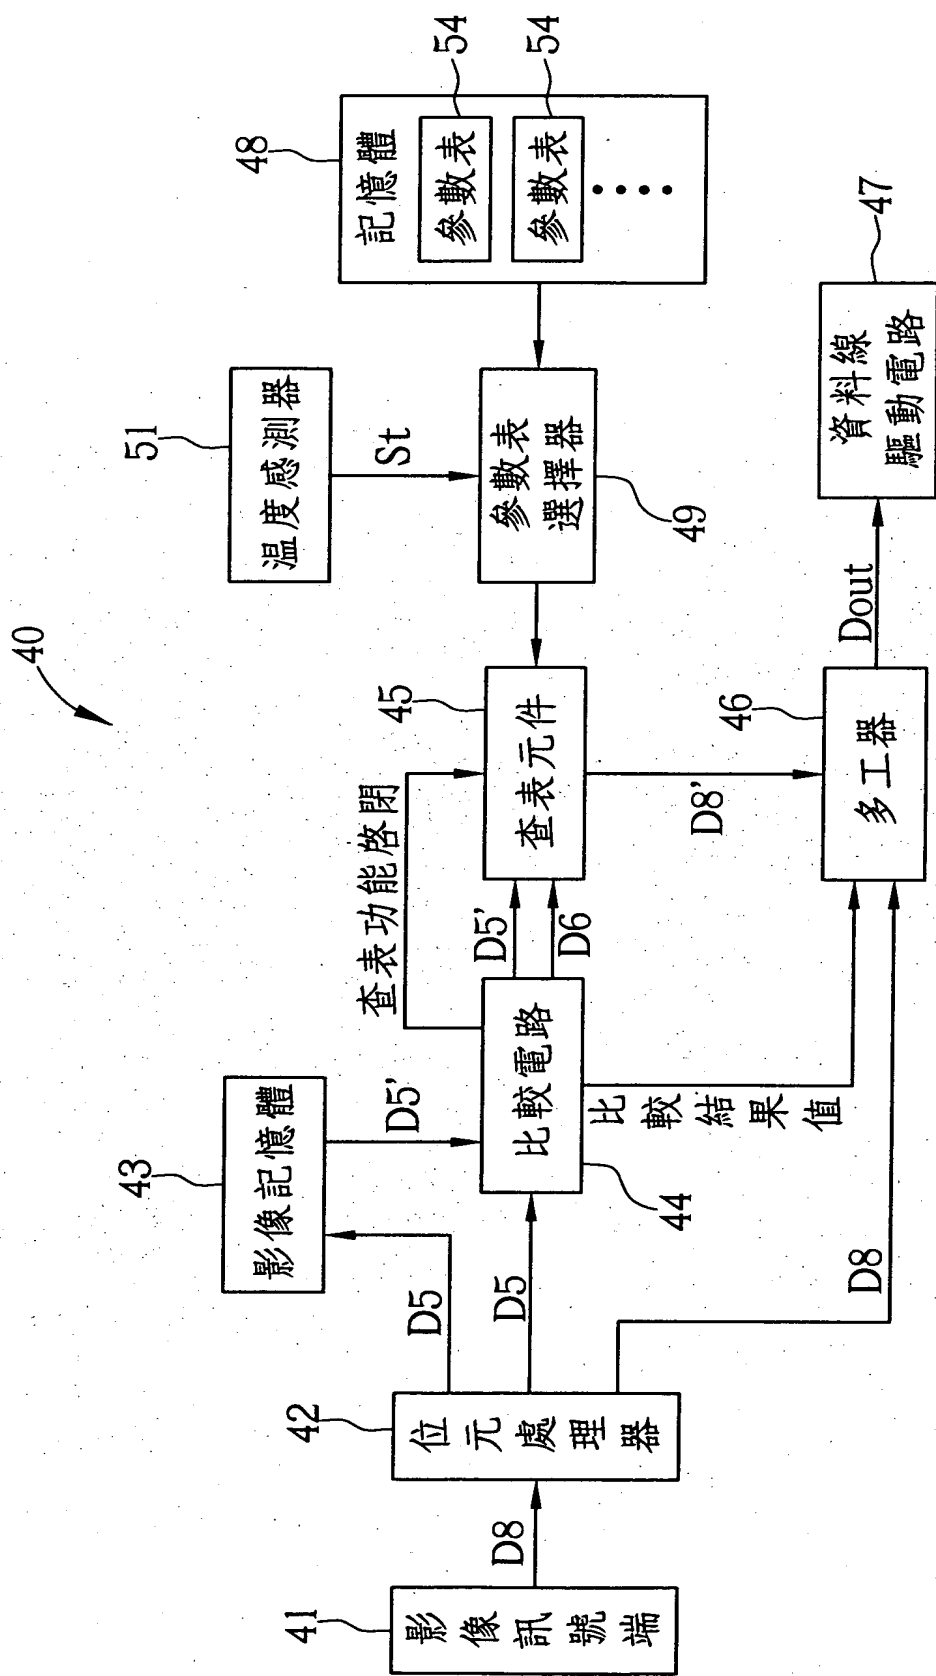 40
43
影像記憶體
51
温度感測器
48
記憶體
54
參數表
54
參數表
D5
D5'
查表功能啓閉
St
41
影像訊號端
D8
42
位元處理器
D5
比較電路
44
D5'
D6
45
查表元件
參數表
選擇器
49
比較結果值
D8'
D8
46
多工器
Dout
47
資料線
驅動電路